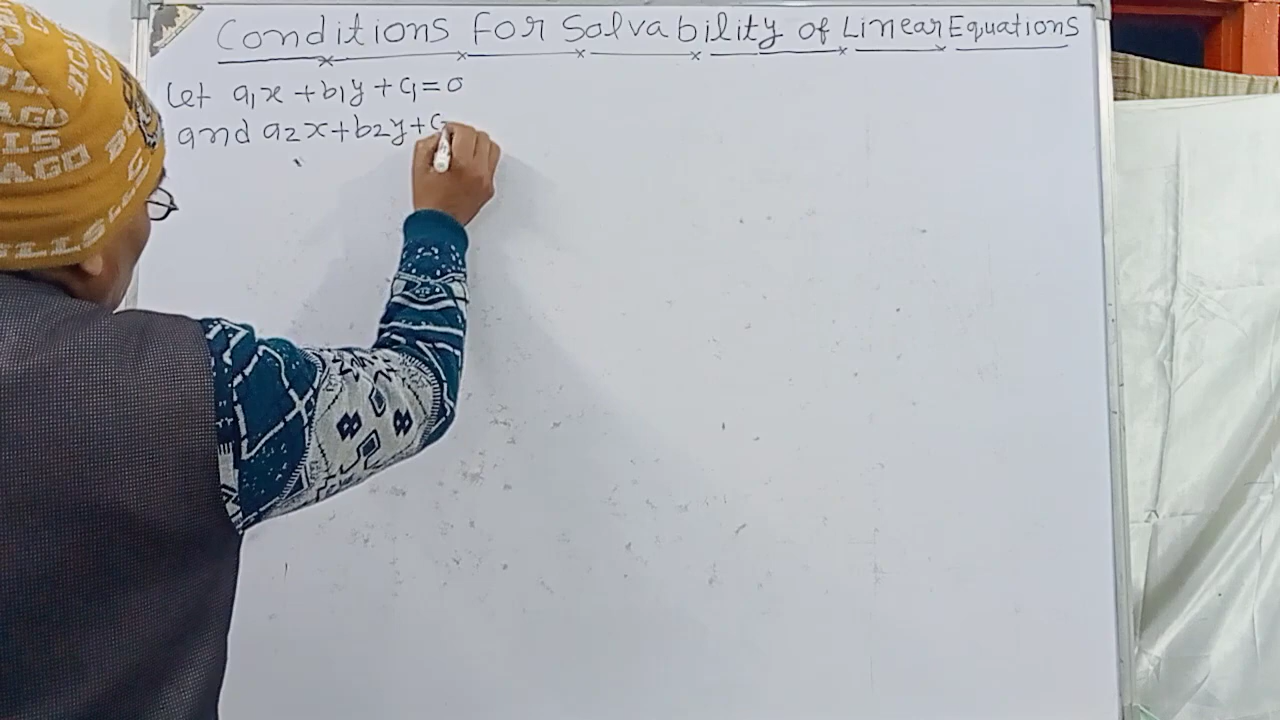 Conditions For Solvability of Linear Equations
Let a₁x + b₁y + c₁ = 0
and a₂x + b₂y + c